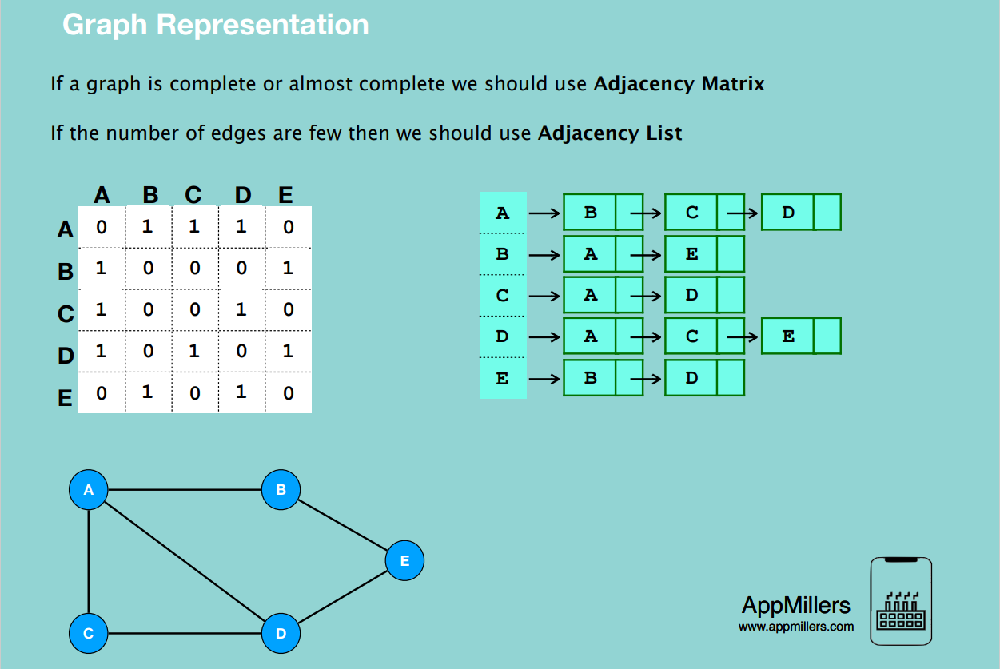 Graph Representation
If a graph is complete or almost complete we should use Adjacency Matrix
If the number of edges are few then we should use Adjacency List
A B C D E
A 0 1 1 1 0
B 1 0 0 0 1
C 1 0 0 1 0
D 1 0 1 0 1
E 0 1 0 1 0
A B C D
B A E
C A D
D A C E
E B D
A B
E
C D
AppMillers
www.appmillers.com